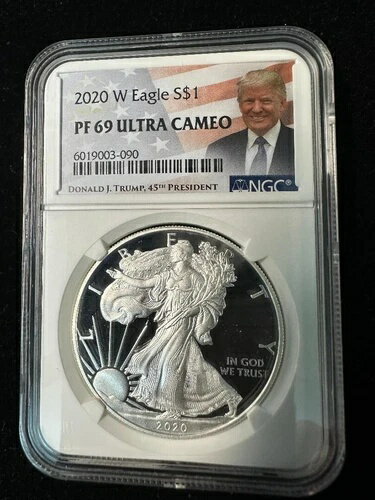 2020 W Eagle S$1
PF 69 ULTRA CAMEO
6019003-090
DONALD J. TRUMP, 45TH PRESIDENT
NGC®
LIBERTY
IN GOD
WE TRUST
2020